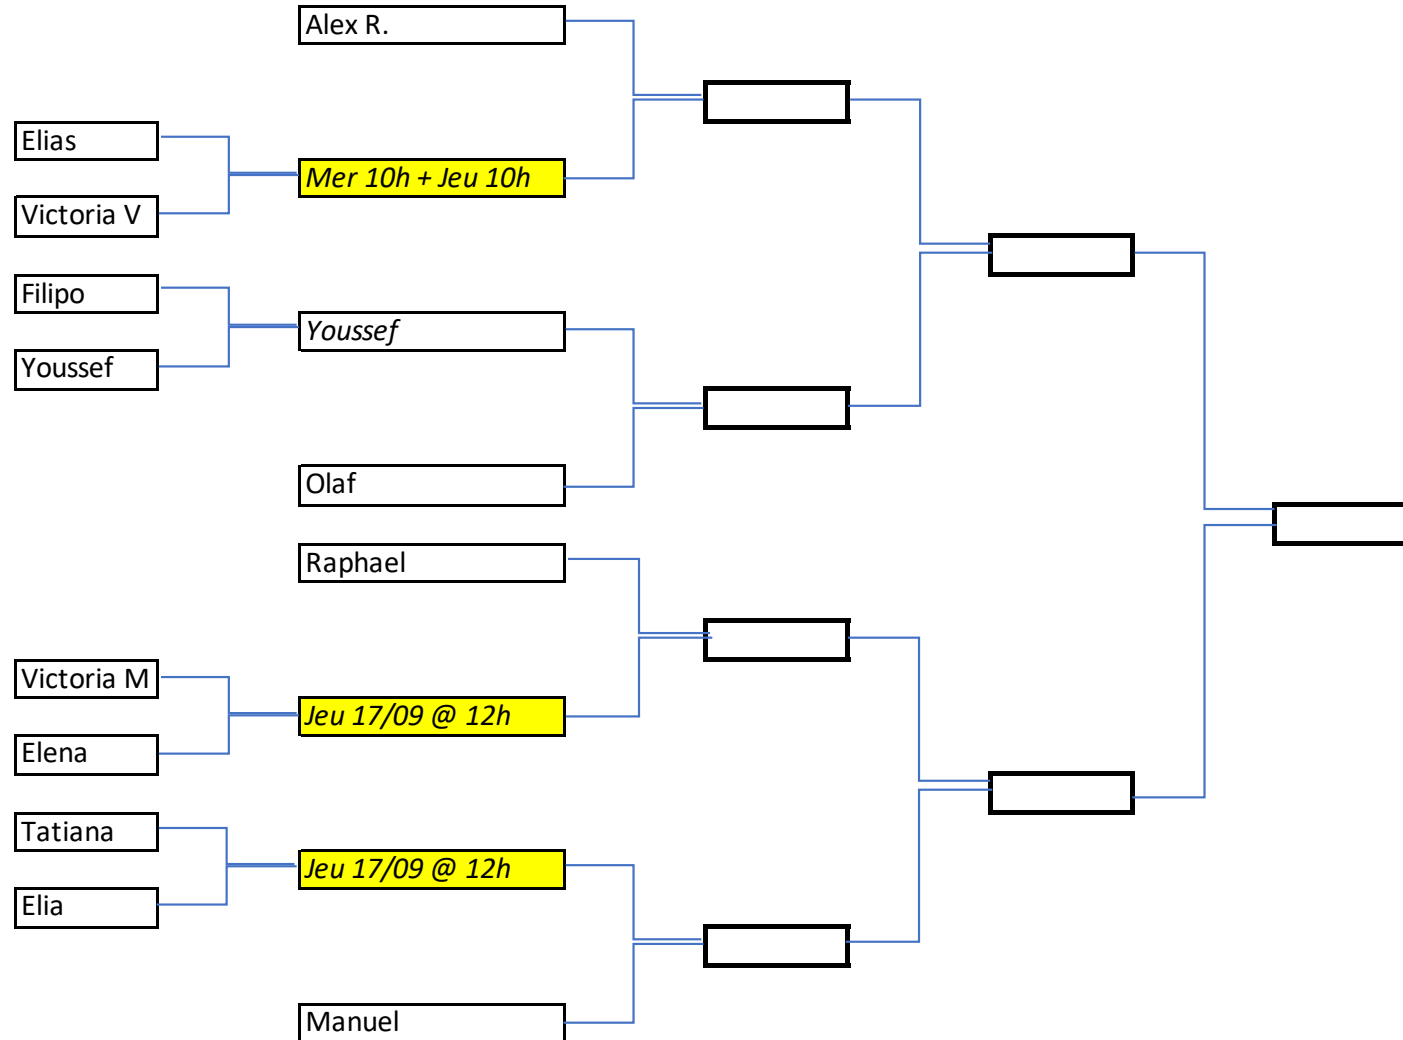 Alex R.
Elias
Mer 10h + Jeu 10h
Victoria V
Filipo
Youssef
Youssef
Olaf
Raphael
Victoria M
Jeu 17/09 @ 12h
Elena
Tatiana
Jeu 17/09 @ 12h
Elia
Manuel